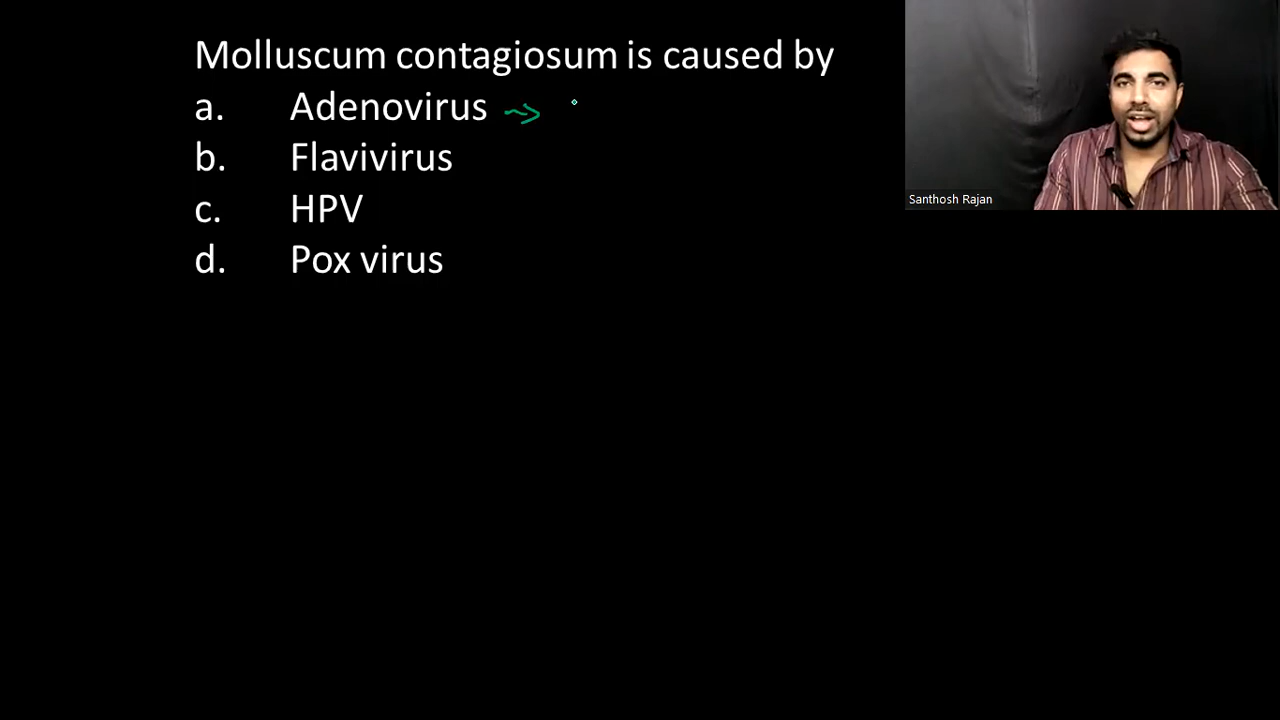 Molluscum contagiosum is caused by
a. Adenovirus
b. Flavivirus
c. HPV
d. Pox virus
Santhosh Rajan